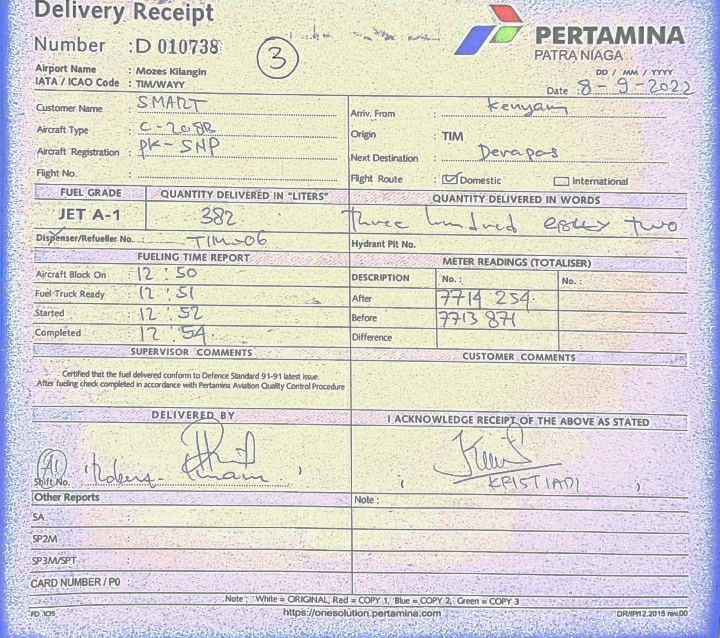 Delivery Receipt
Number : D 010738
3
PERTAMINA
PATRA NIAGA
Airport Name : Mozes Kilangin
IATA / ICAO Code : TIM/WAYY
DD / MM / YYYY
Date : 8-9-2022
Customer Name : SMART
Arriv. From : Kenyam
Aircraft Type : C-208B
Origin : TIM
Aircraft Registration : PK-SNP
Next Destination : Derapos
Flight No. :
Flight Route : Domestic International
FUEL GRADE QUANTITY DELIVERED IN "LITERS" QUANTITY DELIVERED IN WORDS
JET A-1 382 three hundred two
Dispenser/Refueller No. : TIM-06 Hydrant Pit No.
FUELING TIME REPORT METER READINGS (TOTALISER)
Aircraft Block On : 12:50
DESCRIPTION No. : No. :
Fuel Truck Ready : 12:51
After 7714 254
Started : 12:52
Before 7713 871
Completed : 12:54
Difference
SUPERVISOR COMMENTS CUSTOMER COMMENTS
Certified that the fuel delivered conform to Defence Standard 91-91 latest issue.
After fueling check completed in accordance with Pertamina Aviation Quality Control Procedure
DELIVERED BY I ACKNOWLEDGE RECEIPT OF THE ABOVE AS STATED
Shift No. KRISTIADI
Other Reports Note :
SA :
SP2M :
SP3M/SPT :
CARD NUMBER / P0 :
Note : White = ORIGINAL, Red = COPY 1, Blue = COPY 2, Green = COPY 3
https://onesolution.pertamina.com